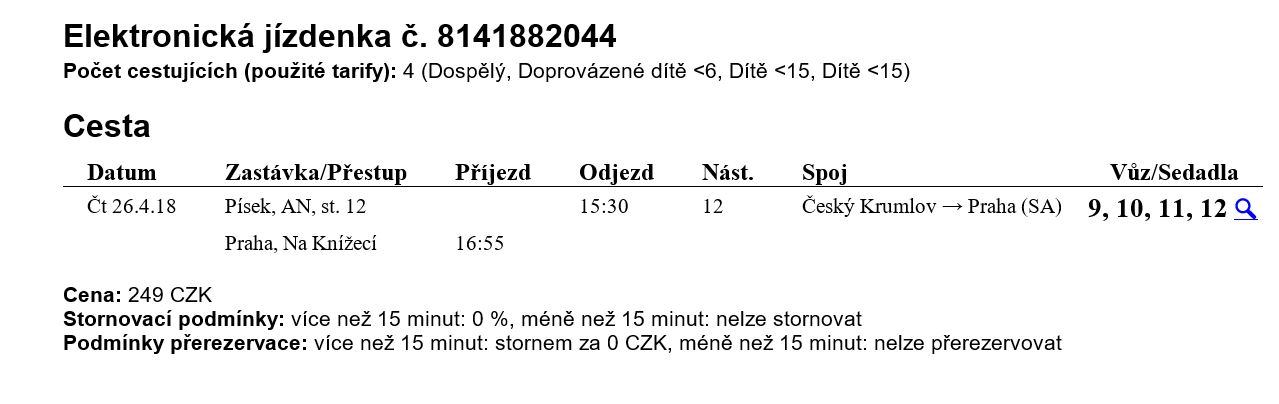 Elektronická jízdenka č. 8141882044
Počet cestujících (použité tarify): 4 (Dospělý, Doprovázené dítě <6, Dítě <15, Dítě <15)
Cesta
Datum Zastávka/Přestup Příjezd Odjezd Nást. Spoj Vůz/Sedadla
Čt 26.4.18 Písek, AN, st. 12 15:30 12 Český Krumlov → Praha (SA) 9, 10, 11, 12
Praha, Na Knížecí 16:55
Cena: 249 CZK
Stornovací podmínky: více než 15 minut: 0 %, méně než 15 minut: nelze stornovat
Podmínky přerezervace: více než 15 minut: stornem za 0 CZK, méně než 15 minut: nelze přerezervovat